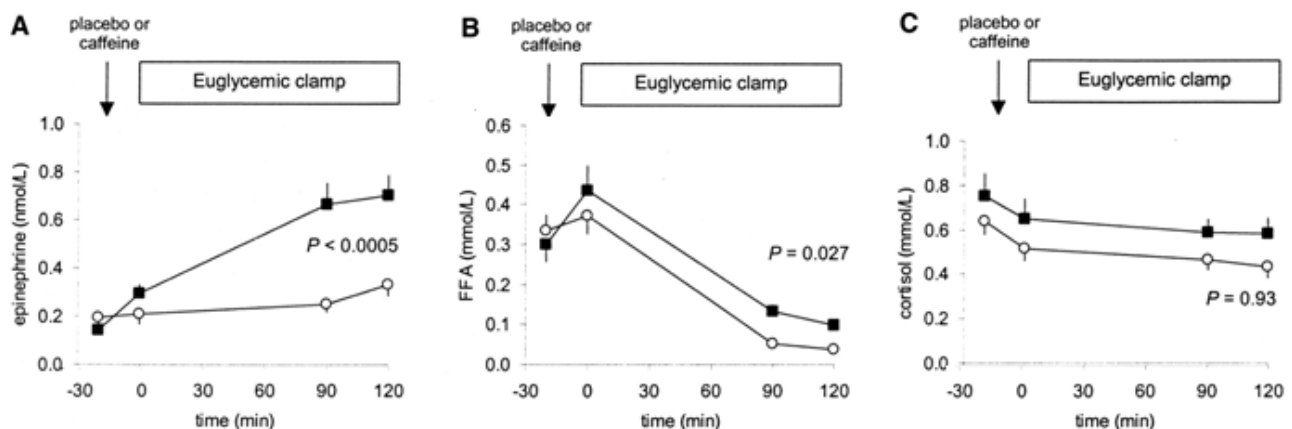 A
placebo or
caffeine
Euglycemic clamp
1.0
0.8
0.6
0.4
0.2
0.0
epinephrine (nmol/L)
P < 0.0005
-30
0
30
60
90
120
time (min)
B
placebo or
caffeine
Euglycemic clamp
0.6
0.5
0.4
0.3
0.2
0.1
0.0
FFA (mmol/L)
P = 0.027
-30
0
30
60
90
120
time (min)
C
placebo or
caffeine
Euglycemic clamp
1.0
0.8
0.6
0.4
0.2
0.0
cortisol (mmol/L)
P = 0.93
-30
0
30
60
90
120
time (min)